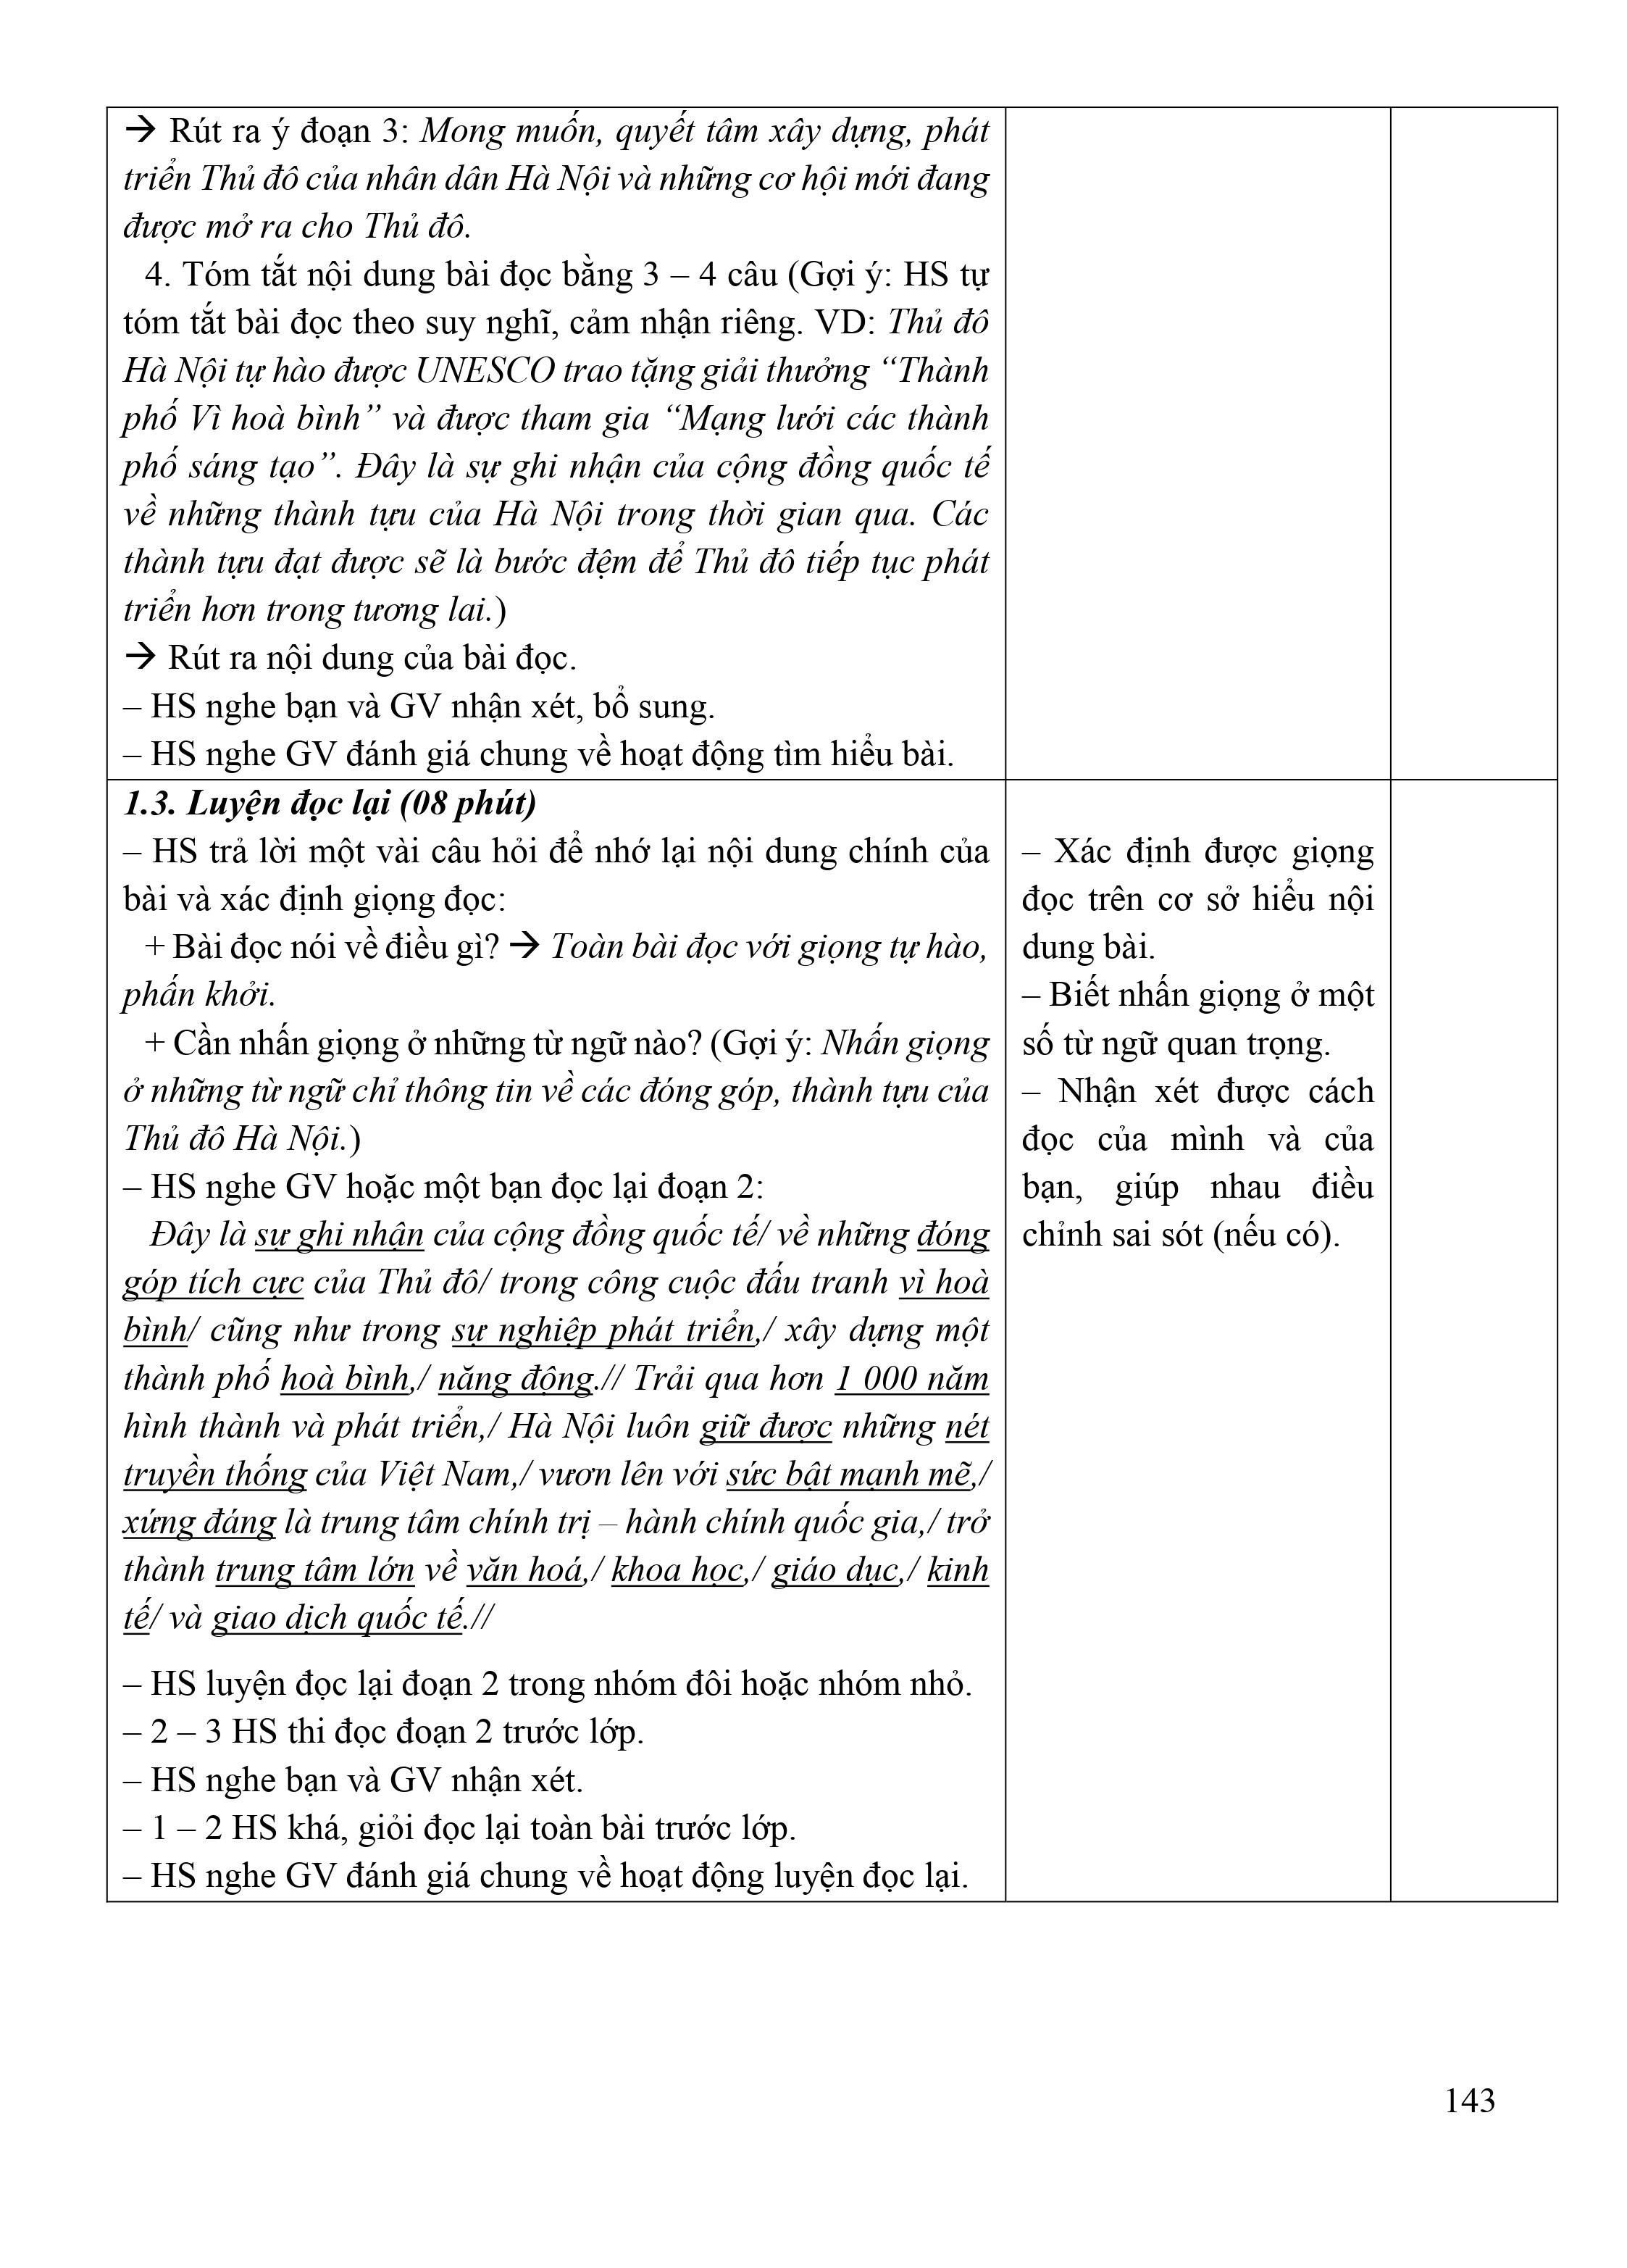 → Rút ra ý đoạn 3: Mong muốn, quyết tâm xây dựng, phát
triển Thủ đô của nhân dân Hà Nội và những cơ hội mới đang
được mở ra cho Thủ đô.
4. Tóm tắt nội dung bài đọc bằng 3 – 4 câu (Gợi ý: HS tự
tóm tắt bài đọc theo suy nghĩ, cảm nhận riêng. VD: Thủ đô
Hà Nội tự hào được UNESCO trao tặng giải thưởng “Thành
phố Vì hoà bình” và được tham gia “Mạng lưới các thành
phố sáng tạo”. Đây là sự ghi nhận của cộng đồng quốc tế
về những thành tựu của Hà Nội trong thời gian qua. Các
thành tựu đạt được sẽ là bước đệm để Thủ đô tiếp tục phát
triển hơn trong tương lai.)
→ Rút ra nội dung của bài đọc.
– HS nghe bạn và GV nhận xét, bổ sung.
– HS nghe GV đánh giá chung về hoạt động tìm hiểu bài.
1.3. Luyện đọc lại (08 phút)
– HS trả lời một vài câu hỏi để nhớ lại nội dung chính của
bài và xác định giọng đọc:
+ Bài đọc nói về điều gì? → Toàn bài đọc với giọng tự hào,
phấn khởi.
+ Cần nhấn giọng ở những từ ngữ nào? (Gợi ý: Nhấn giọng
ở những từ ngữ chỉ thông tin về các đóng góp, thành tựu của
Thủ đô Hà Nội.)
– HS nghe GV hoặc một bạn đọc lại đoạn 2:
Đây là sự ghi nhận của cộng đồng quốc tế/ về những đóng
góp tích cực của Thủ đô/ trong công cuộc đấu tranh vì hoà
bình/ cũng như trong sự nghiệp phát triển,/ xây dựng một
thành phố hoà bình,/ năng động.// Trải qua hơn 1 000 năm
hình thành và phát triển,/ Hà Nội luôn giữ được những nét
truyền thống của Việt Nam,/ vươn lên với sức bật mạnh mẽ,/
xứng đáng là trung tâm chính trị – hành chính quốc gia,/ trở
thành trung tâm lớn về văn hoá,/ khoa học,/ giáo dục,/ kinh
tế/ và giao dịch quốc tế.//
– HS luyện đọc lại đoạn 2 trong nhóm đôi hoặc nhóm nhỏ.
– 2 – 3 HS thi đọc đoạn 2 trước lớp.
– HS nghe bạn và GV nhận xét.
– 1 – 2 HS khá, giỏi đọc lại toàn bài trước lớp.
– HS nghe GV đánh giá chung về hoạt động luyện đọc lại.
– Xác định được giọng
đọc trên cơ sở hiểu nội
dung bài.
– Biết nhấn giọng ở một
số từ ngữ quan trọng.
– Nhận xét được cách
đọc của mình và của
bạn, giúp nhau điều
chỉnh sai sót (nếu có).
143